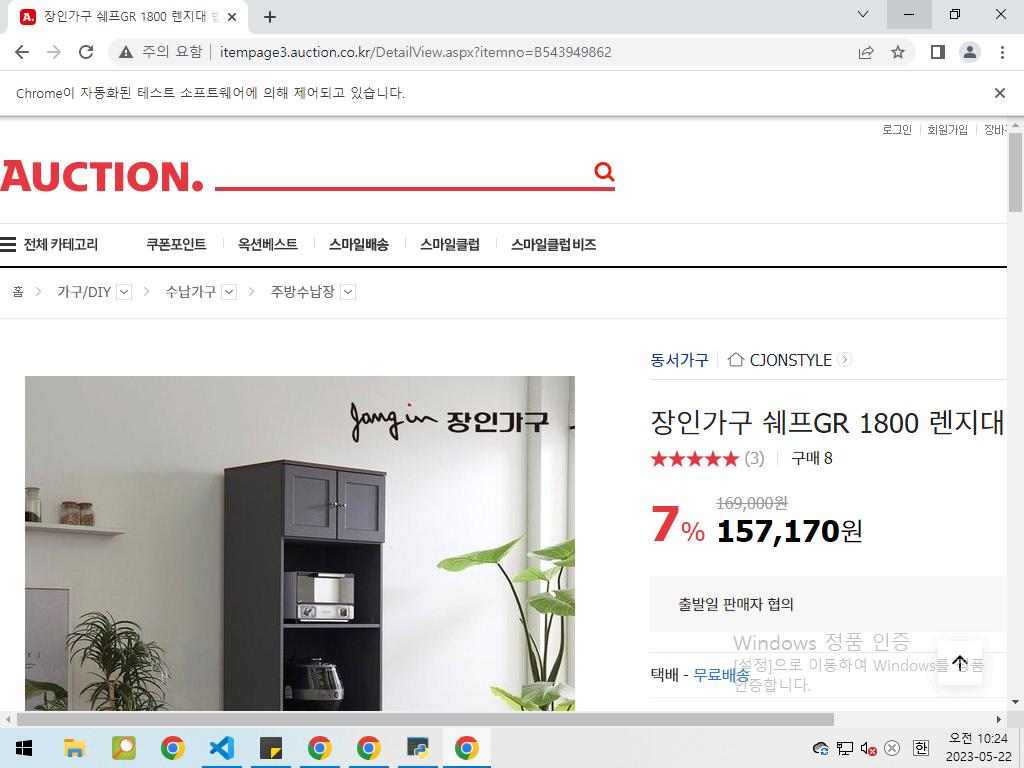 장인가구 쉐프GR 1800 렌지대
주의 요함
itempage3.auction.co.kr/DetailView.aspx?itemno=B543949862
Chrome이 자동화된 테스트 소프트웨어에 의해 제어되고 있습니다.
로그인 회원가입
AUCTION.
전체 카테고리 쿠폰포인트 옥션베스트 스마일배송 스마일클럽 스마일클럽 비즈
홈 가구/DIY 수납가구 주방수납장
동서가구 CJONSTYLE
Jangin 장인가구
장인가구 쉐프GR 1800 렌지대
(3) 구매 8
169,000원
7% 157,170원
출발일 판매자 협의
Windows 정품 인증
[설정]으로 이동하여 Windows를 정품
인증합니다.
택배 - 무료배송
한
오전 10:24
2023-05-22